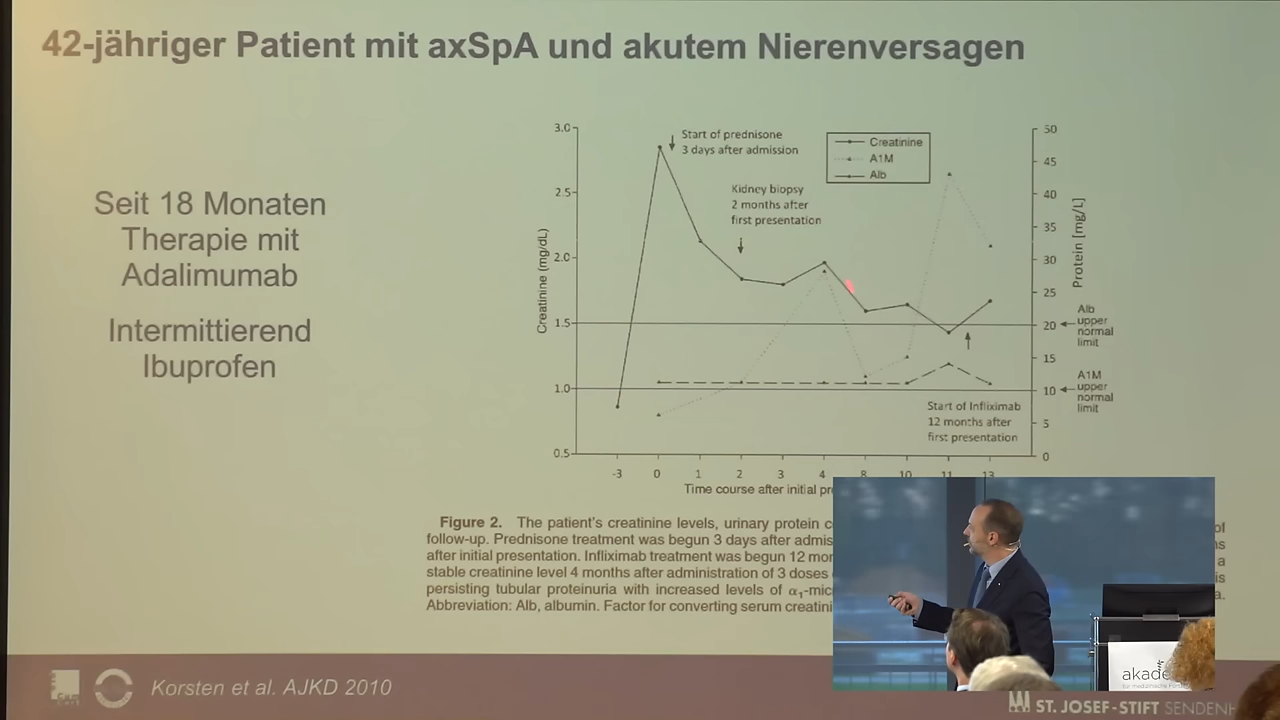 42-jähriger Patient mit axSpA und akutem Nierenversagen
Seit 18 Monaten
Therapie mit
Adalimumab
Intermittierend
Ibuprofen
Creatinine (mg/dL)
3.0
2.5
2.0
1.5
1.0
0.5
Start of prednisone
3 days after admission
Kidney biopsy
2 months after
first presentation
Creatinine
A1M
Alb
50
45
40
35
30
25
20
15
10
5
0
Protein [mg/L]
Alb
upper
normal
limit
A1M
upper
normal
limit
Start of Infliximab
12 months after
first presentation
-3 0 1 2 3 4 8 10 11 13
Time course after initial
Figure 2. The patient's creatinine levels, urinary protein
of
follow-up. Prednisone treatment was begun 3 days after
after initial presentation. Infliximab treatment was begun 12
a
stable creatinine level 4 months after administration of 3 doses
persisting tubular proteinuria with increased levels of
Abbreviation: Alb, albumin. Factor for converting serum
Korsten et al. AJKD 2010
ST. JOSEF-STIFT